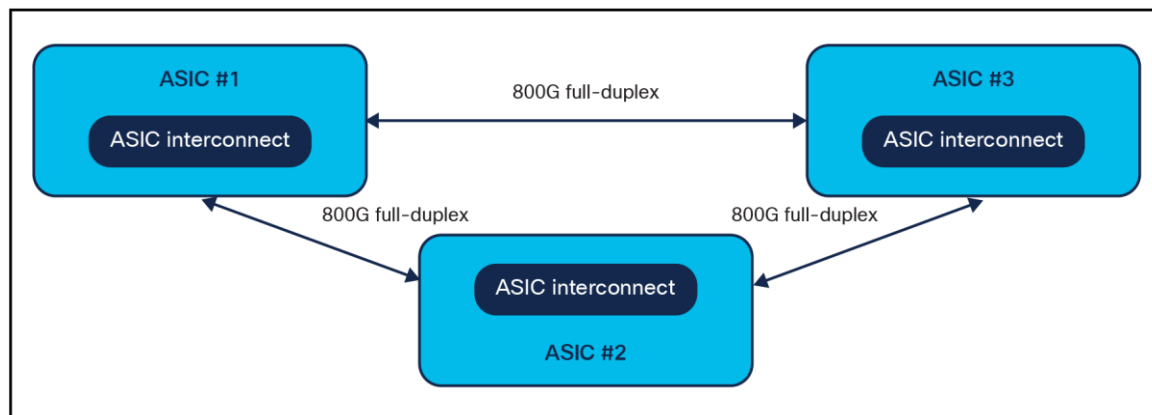 ASIC #1
ASIC interconnect
800G full-duplex
ASIC #3
ASIC interconnect
800G full-duplex
800G full-duplex
ASIC interconnect
ASIC #2